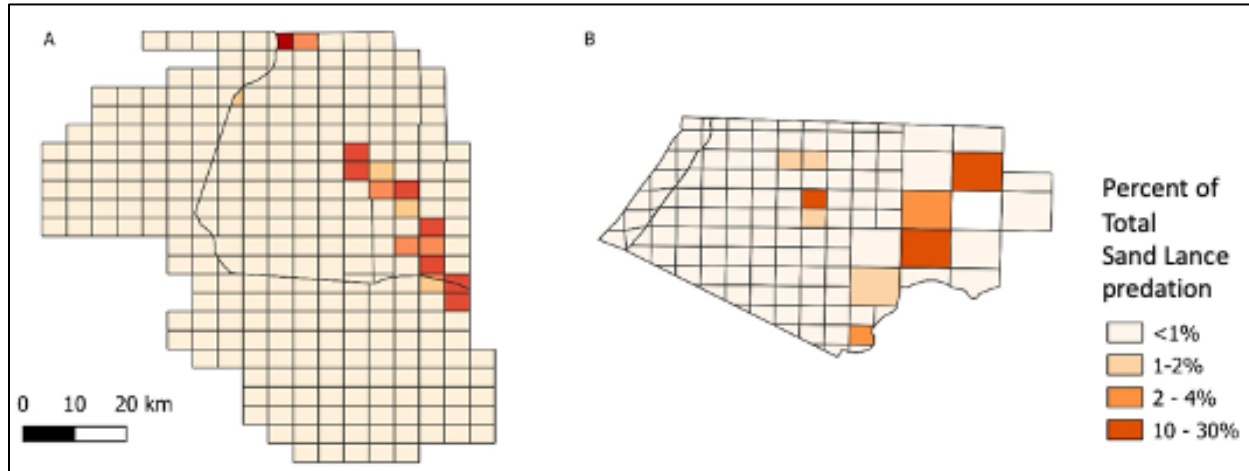 A
B
Percent of
Total
Sand Lance
predation
<1%
1-2%
2 - 4%
10 - 30%
0 10 20 km